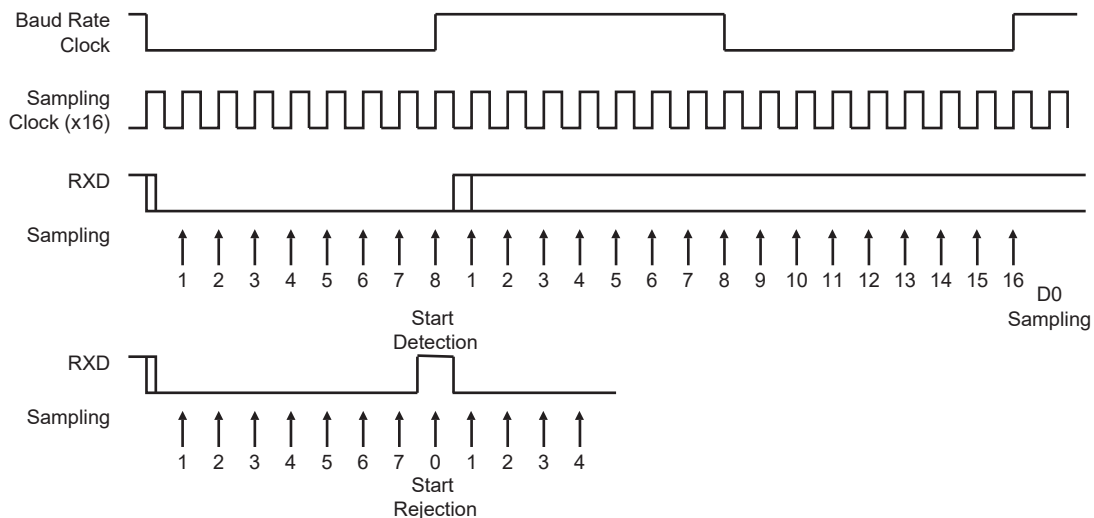 Baud Rate
Clock
Sampling
Clock (x16)
RXD
Sampling
1 2 3 4 5 6 7 8 1 2 3 4 5 6 7 8 9 10 11 12 13 14 15 16
D0
Sampling
Start
Detection
RXD
Sampling
1 2 3 4 5 6 7 0 1 2 3 4
Start
Rejection